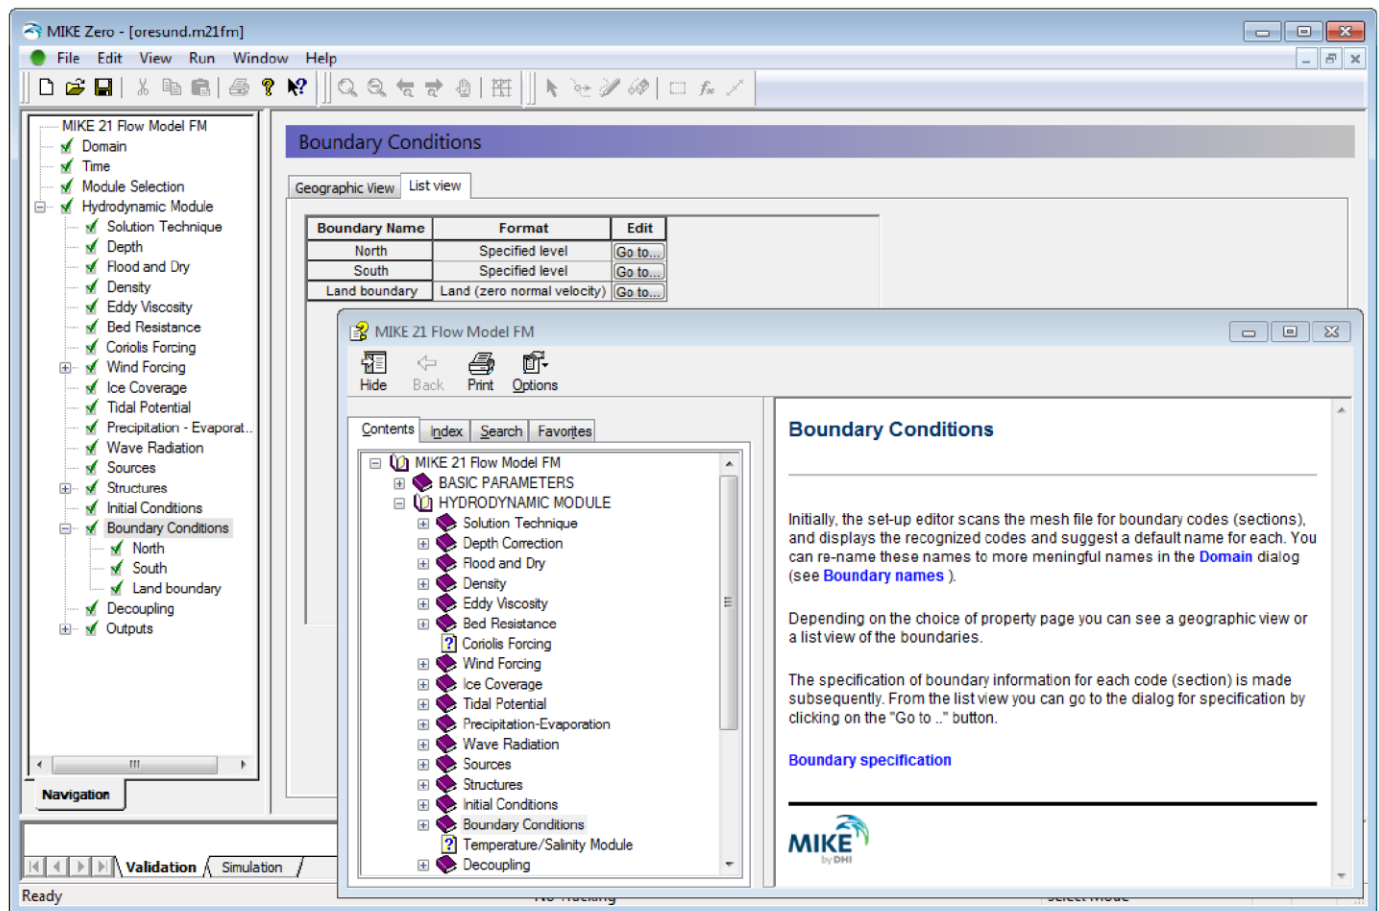 MIKE Zero - [oresund.m21fm]
File Edit View Run Window Help
MIKE 21 Flow Model FM
Domain
Time
Module Selection
Hydrodynamic Module
Solution Technique
Depth
Flood and Dry
Density
Eddy Viscosity
Bed Resistance
Coriolis Forcing
Wind Forcing
Ice Coverage
Tidal Potential
Precipitation - Evaporat..
Wave Radiation
Sources
Structures
Initial Conditions
Boundary Conditions
North
South
Land boundary
Decoupling
Outputs
Navigation
Boundary Conditions
Geographic View List view
Boundary Name Format Edit
North Specified level Go to...
South Specified level Go to...
Land boundary Land (zero normal velocity) Go to...
MIKE 21 Flow Model FM
Hide Back Print Options
Contents Index Search Favorites
MIKE 21 Flow Model FM
BASIC PARAMETERS
HYDRODYNAMIC MODULE
Solution Technique
Depth Correction
Flood and Dry
Density
Eddy Viscosity
Bed Resistance
Coriolis Forcing
Wind Forcing
Ice Coverage
Tidal Potential
Precipitation-Evaporation
Wave Radiation
Sources
Structures
Initial Conditions
Boundary Conditions
Temperature/Salinity Module
Decoupling
Boundary Conditions
Initially, the set-up editor scans the mesh file for boundary codes (sections),
and displays the recognized codes and suggest a default name for each. You
can re-name these names to more meaningful names in the Domain dialog
(see Boundary names ).
Depending on the choice of property page you can see a geographic view or
a list view of the boundaries.
The specification of boundary information for each code (section) is made
subsequently. From the list view you can go to the dialog for specification by
clicking on the "Go to .." button.
Boundary specification
MIKE
by DHI
Validation Simulation
Ready No Tracking Select Mode